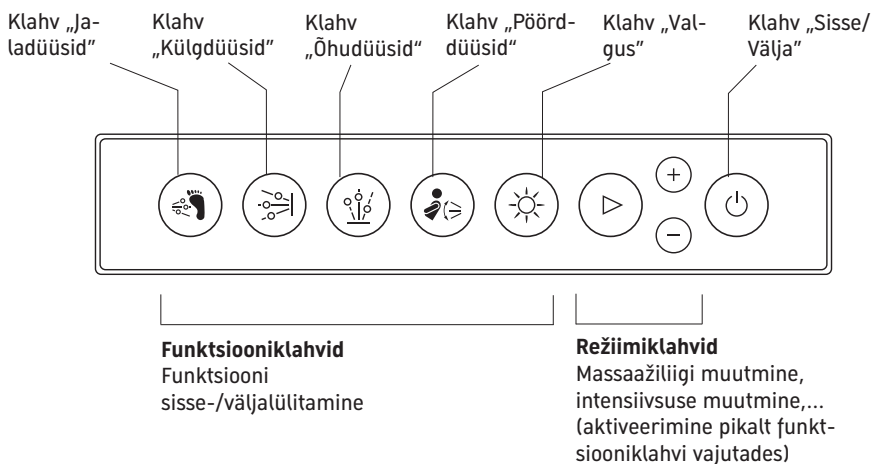 Klahv „Ja-
ladüüsid”
Klahv
„Külgdüüsid”
Klahv
„Õhudüüsid“
Klahv „Pöörd-
düüsid“
Klahv „Val-
gus”
Klahv „Sisse/
Välja”
Funktsiooniklahvid
Funktsiooni
sisse-/väljalülitamine
Režiimiklahvid
Massaažiliigi muutmine,
intensiivsuse muutmine,...
(aktiveerimine pikalt funkt-
siooniklahvi vajutades)